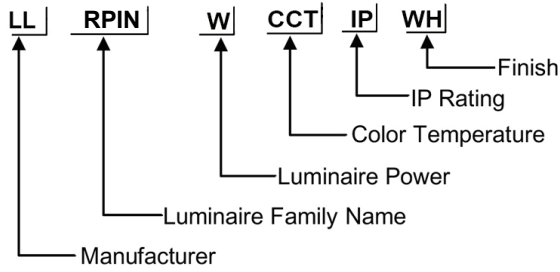 LL RPIN W CCT IP WH
Finish
IP Rating
Color Temperature
Luminaire Power
Luminaire Family Name
Manufacturer